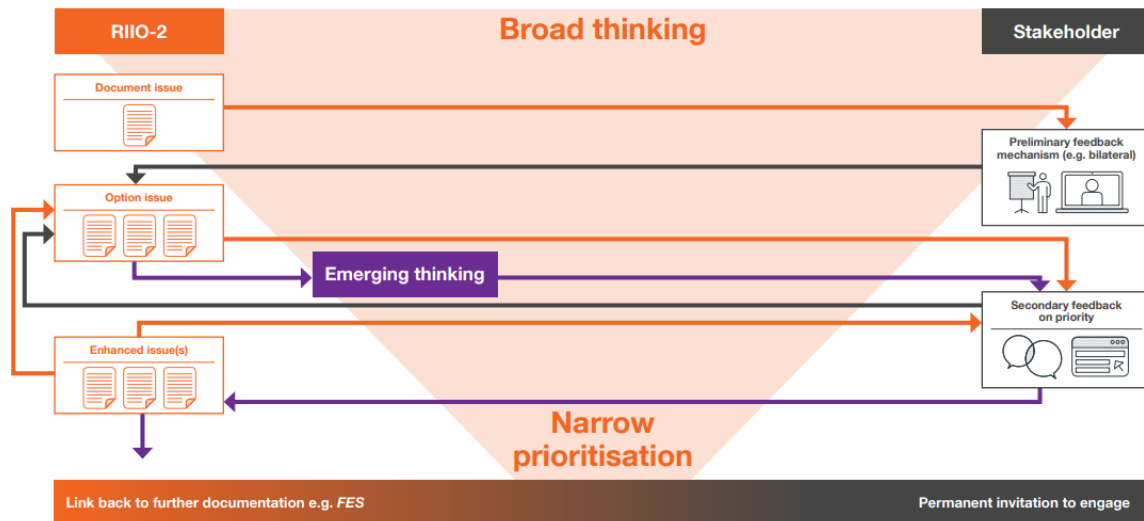 RIIO-2
Broad thinking
Stakeholder
Document issue
Preliminary feedback
mechanism (e.g. bilateral)
Option issue
Emerging thinking
Secondary feedback
on priority
Enhanced issue(s)
Narrow
prioritisation
Link back to further documentation e.g. FES
Permanent invitation to engage